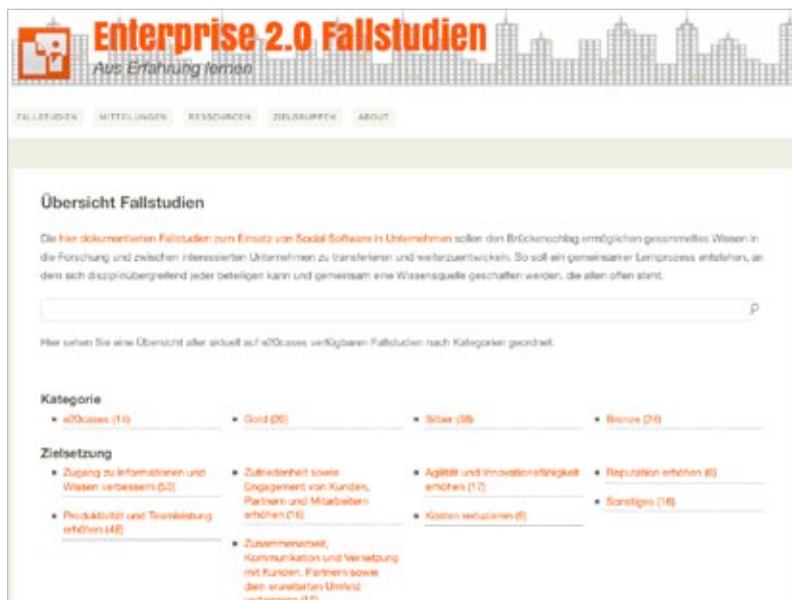 Enterprise 2.0 Fallstudien
Aus Erfahrung lernen
FALLSTUDIEN MITTEILUNGEN RESSOURCEN ZIELGRUPPEN ABOUT
Übersicht Fallstudien
Die hier dokumentierten Fallstudien zum Einsatz von Social Software in Unternehmen sollen den Brückenschlag ermöglichen gesammeltes Wissen in
die Forschung und zwischen interessierten Unternehmen zu transferieren und weiterzuentwickeln. So soll ein gemeinsamer Lernprozess entstehen, an
dem sich disziplinübergreifend jeder beteiligen kann und gemeinsam eine Wissensquelle geschaffen werden, die allen offen steht.
Hier sehen Sie eine Übersicht aller aktuell auf e20cases verfügbaren Fallstudien nach Kategorien geordnet:
Kategorie
e20cases (14) Gold (26) Silber (38) Bronze (24)
Zielsetzung
Zugang zu Informationen und
Wissen verbessern (53)
Produktivität und Teamleistung
erhöhen (48)
Zufriedenheit sowie
Engagement von Kunden,
Partnern und Mitarbeitern
erhöhen (16)
Zusammenarbeit,
Kommunikation und Vernetzung
mit Kunden, Partnern sowie
dem erweiterten Umfeld
verbessern
Agilität und Innovationsfähigkeit
erhöhen (17)
Kosten reduzieren
Reputation erhöhen (6)
Sonstiges (16)